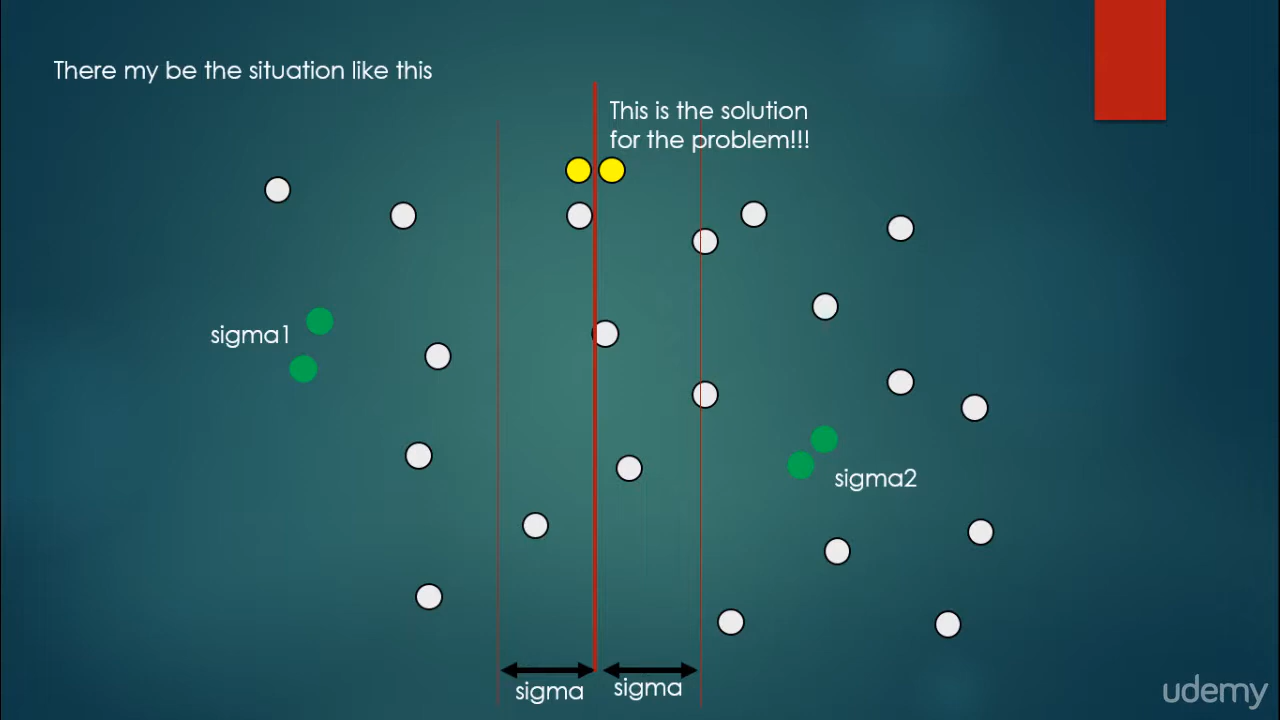 There my be the situation like this
This is the solution
for the problem!!!
sigma1
sigma2
sigma
sigma
udemy